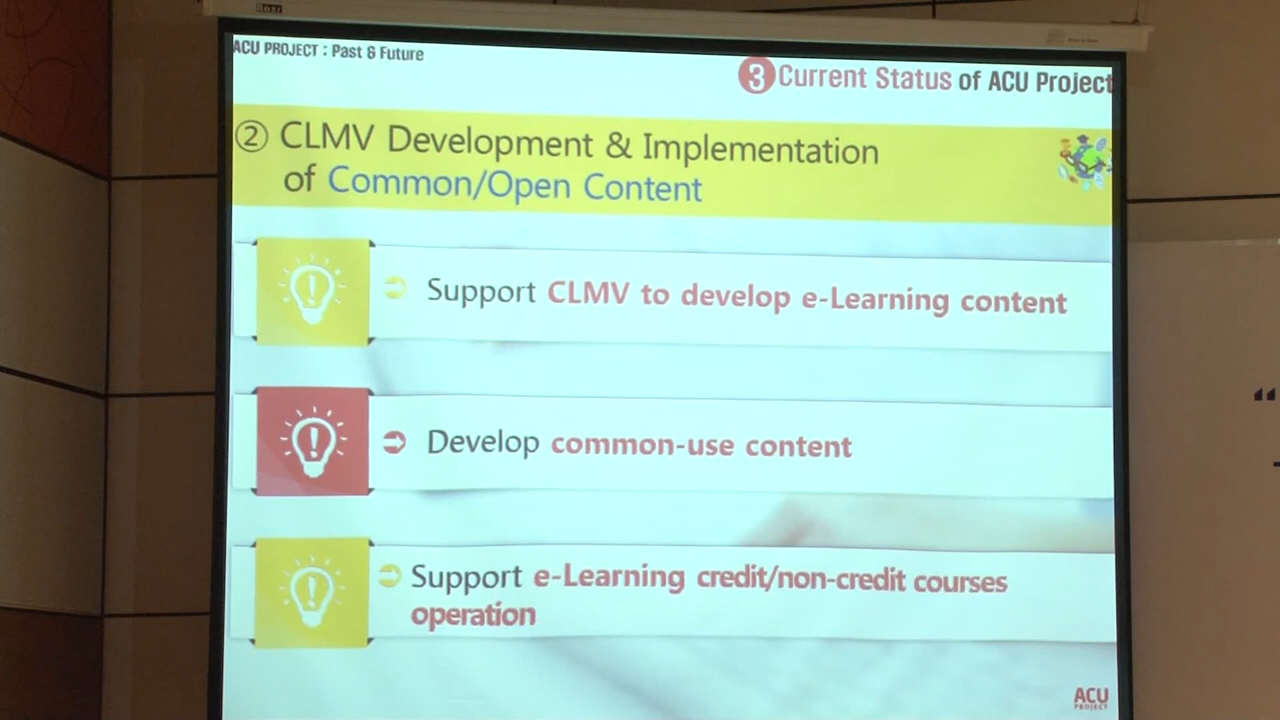 ACU PROJECT : Past & Future
3 Current Status of ACU Project
② CLMV Development & Implementation
of Common/Open Content
Support CLMV to develop e-Learning content
Develop common-use content
Support e-Learning credit/non-credit courses
operation
ACU
PROJECT
“